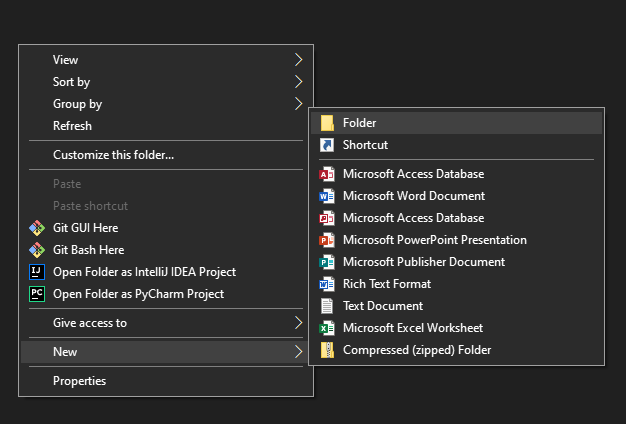 View
Sort by
Group by
Refresh
Customize this folder...
Paste
Paste shortcut
Git GUI Here
Git Bash Here
IJ Open Folder as IntelliJ IDEA Project
PC Open Folder as PyCharm Project
Give access to
New
Properties
Folder
Shortcut
A Microsoft Access Database
W Microsoft Word Document
Microsoft Access Database
P Microsoft PowerPoint Presentation
P Microsoft Publisher Document
W Rich Text Format
Text Document
X Microsoft Excel Worksheet
Compressed (zipped) Folder